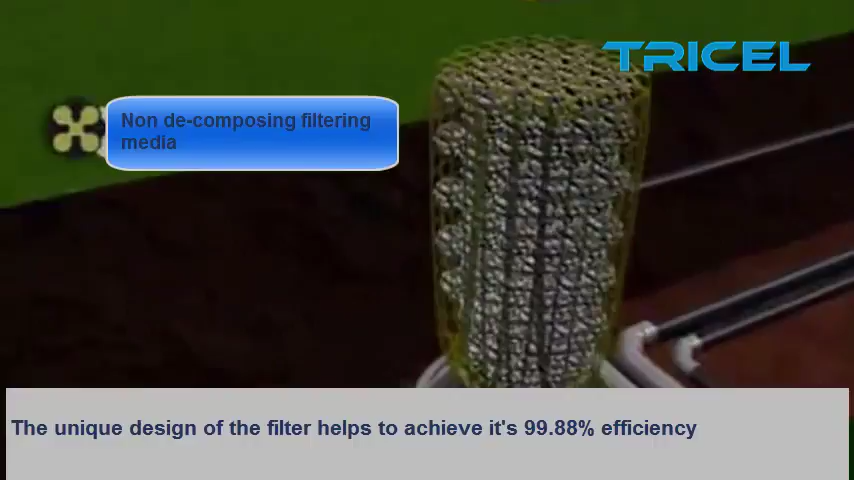 TRICEL
Non de-composing filtering
media
The unique design of the filter helps to achieve it's 99.88% efficiency